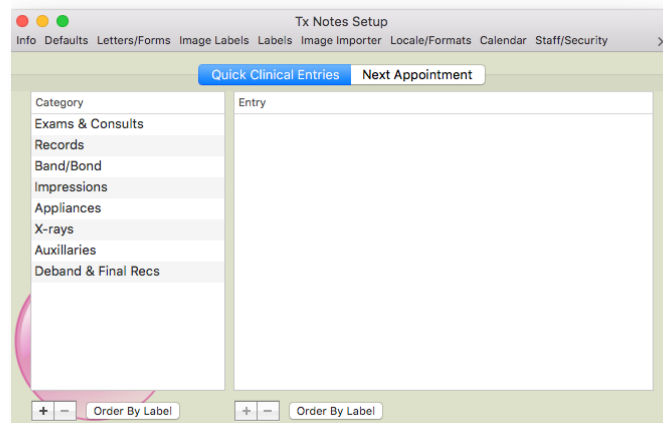 Tx Notes Setup
Info Defaults Letters/Forms Image Labels Labels Image Importer Locale/Formats Calendar Staff/Security >
Quick Clinical Entries Next Appointment
Category Entry
Exams & Consults
Records
Band/Bond
Impressions
Appliances
X-rays
Auxillaries
Deband & Final Recs
+ − Order By Label + − Order By Label